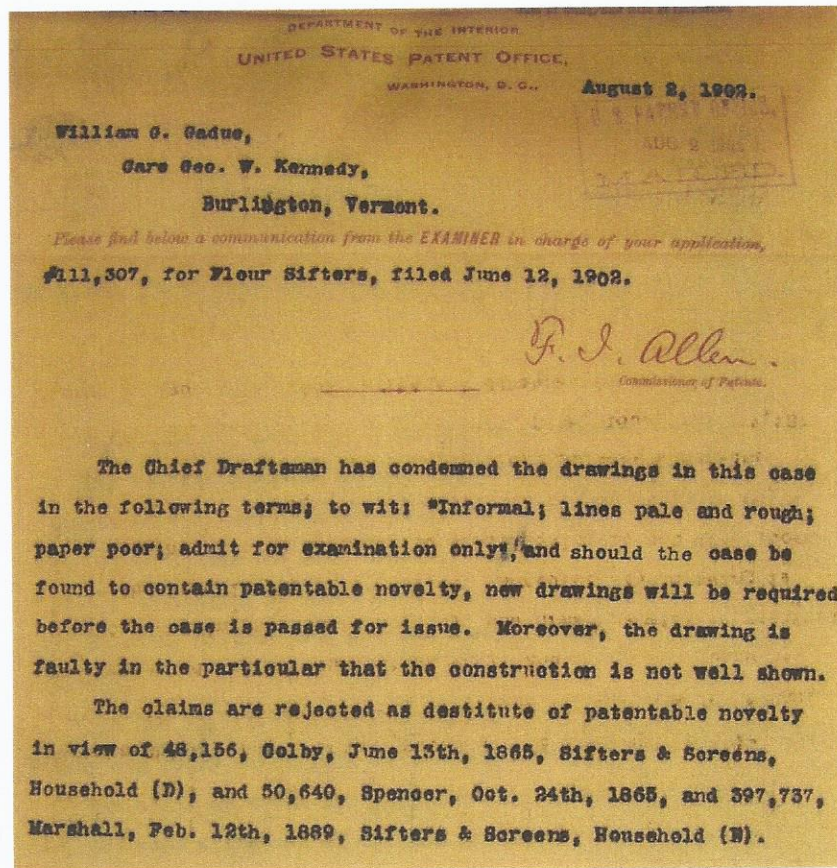 DEPARTMENT OF THE INTERIOR
UNITED STATES PATENT OFFICE,
WASHINGTON, D. C.,
August 2, 1902.
William G. Gadue,
Care Geo. W. Kennedy,
Burlington, Vermont.
Please find below a communication from the EXAMINER in charge of your application,
#111,307, for Flour Sifters, filed June 12, 1902.
F. I. Allen.
Commissioner of Patents.
The Chief Draftsman has condemned the drawings in this case
in the following terms; to wit: "Informal; lines pale and rough;
paper poor; admit for examination only", and should the case be
found to contain patentable novelty, new drawings will be required
before the case is passed for issue. Moreover, the drawing is
faulty in the particular that the construction is not well shown.
The claims are rejected as destitute of patentable novelty
in view of 48,156, Colby, June 13th, 1865, Sifters & Screens,
Household (D), and 50,640, Spencer, Oct. 24th, 1865, and 397,737,
Marshall, Feb. 12th, 1889, Sifters & Screens, Household (D).